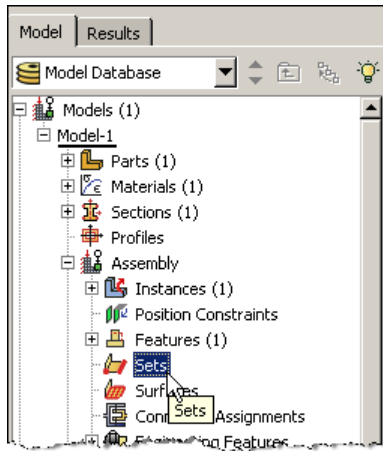 Model Results
Model Database
Models (1)
Model-1
Parts (1)
Materials (1)
Sections (1)
Profiles
Assembly
Instances (1)
Position Constraints
Features (1)
Sets
Sets
Assignments
Features